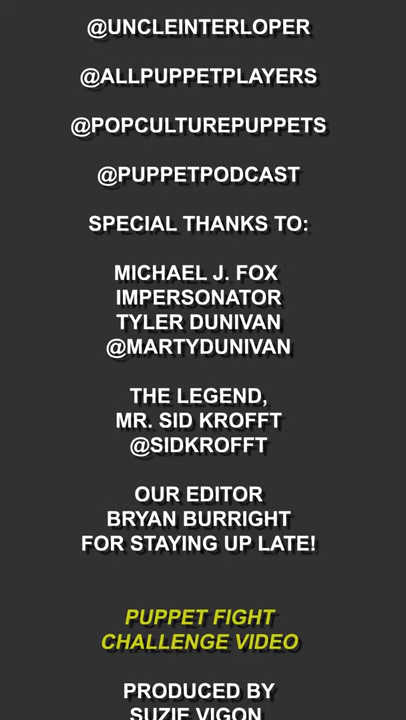 @UNCLEINTERLOPER
@ALLPUPPETPLAYERS
@POPCULTUREPUPPETS
@PUPPETPODCAST
SPECIAL THANKS TO:
MICHAEL J. FOX
IMPERSONATOR
TYLER DUNIVAN
@MARTYDUNIVAN
THE LEGEND,
MR. SID KROFFT
@SIDKROFFT
OUR EDITOR
BRYAN BURRIGHT
FOR STAYING UP LATE!
PUPPET FIGHT
CHALLENGE VIDEO
PRODUCED BY
SUZIE VIGON